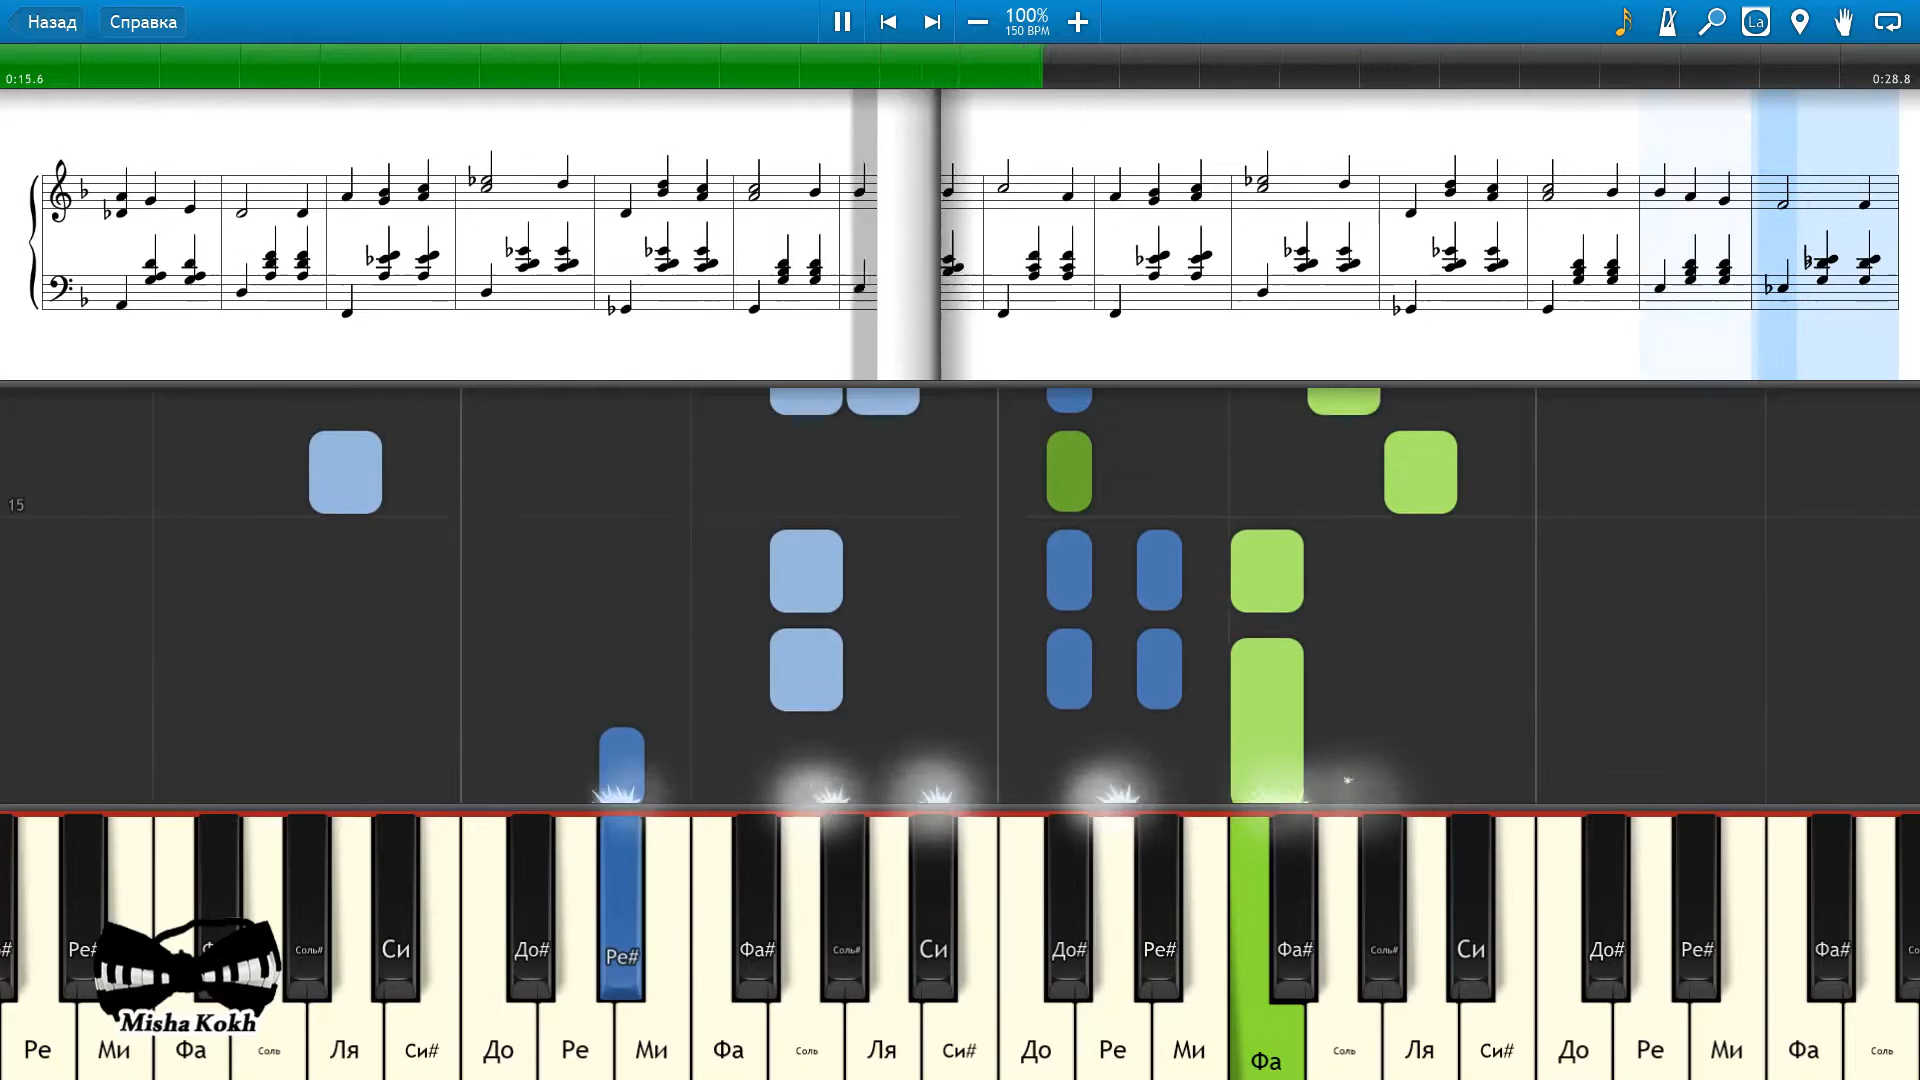 Назад Справка 100% La
150 BPM
0:15.6 0:28.8
15
Ре# Соль# Си До# Ре# Фа# Соль# Си До# Ре# Фа# Соль# Си До# Ре# Фа#
Misha Kokh
Ре Ми Фа Соль Ля Си# До Ре Ми Фа Соль Ля Си# До Ре Ми Фа Соль Ля Си# До Ре Ми Фа Соль